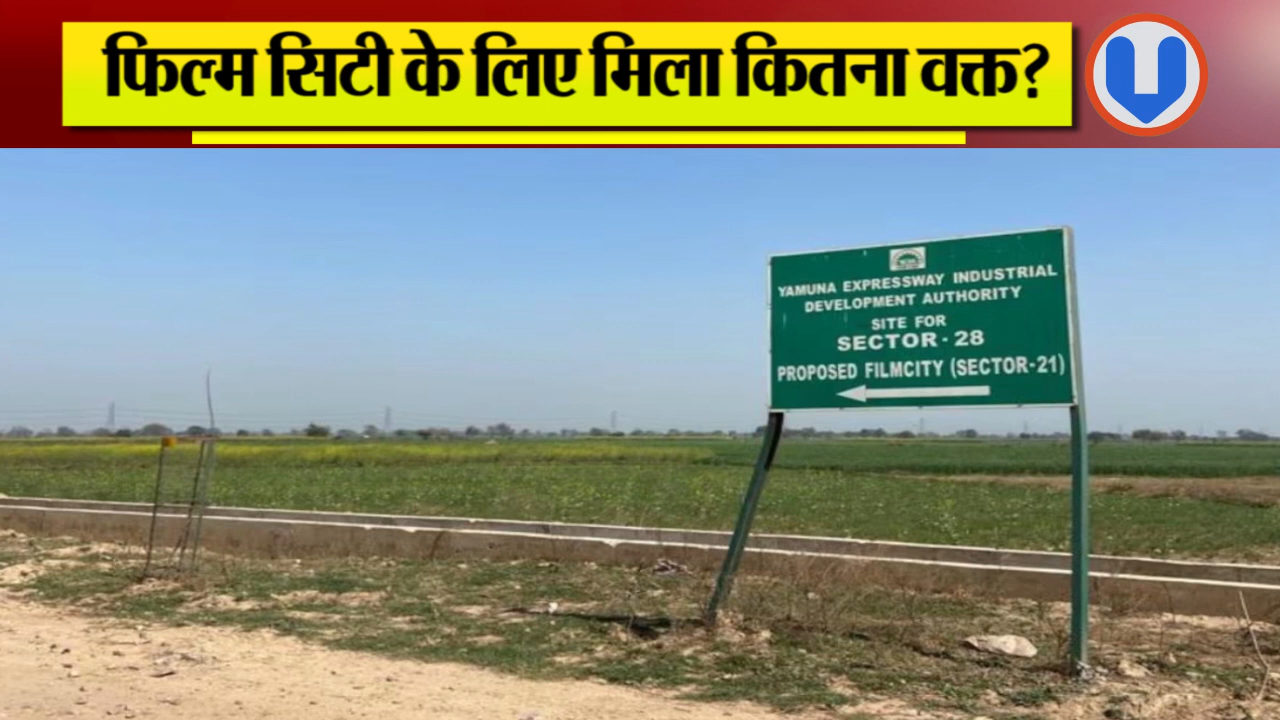 फिल्म सिटी के लिए मिला कितना वक्त?
U
YAMUNA EXPRESSWAY INDUSTRIAL
DEVELOPMENT AUTHORITY
SITE FOR
SECTOR - 28
PROPOSED FILMCITY (SECTOR-21)